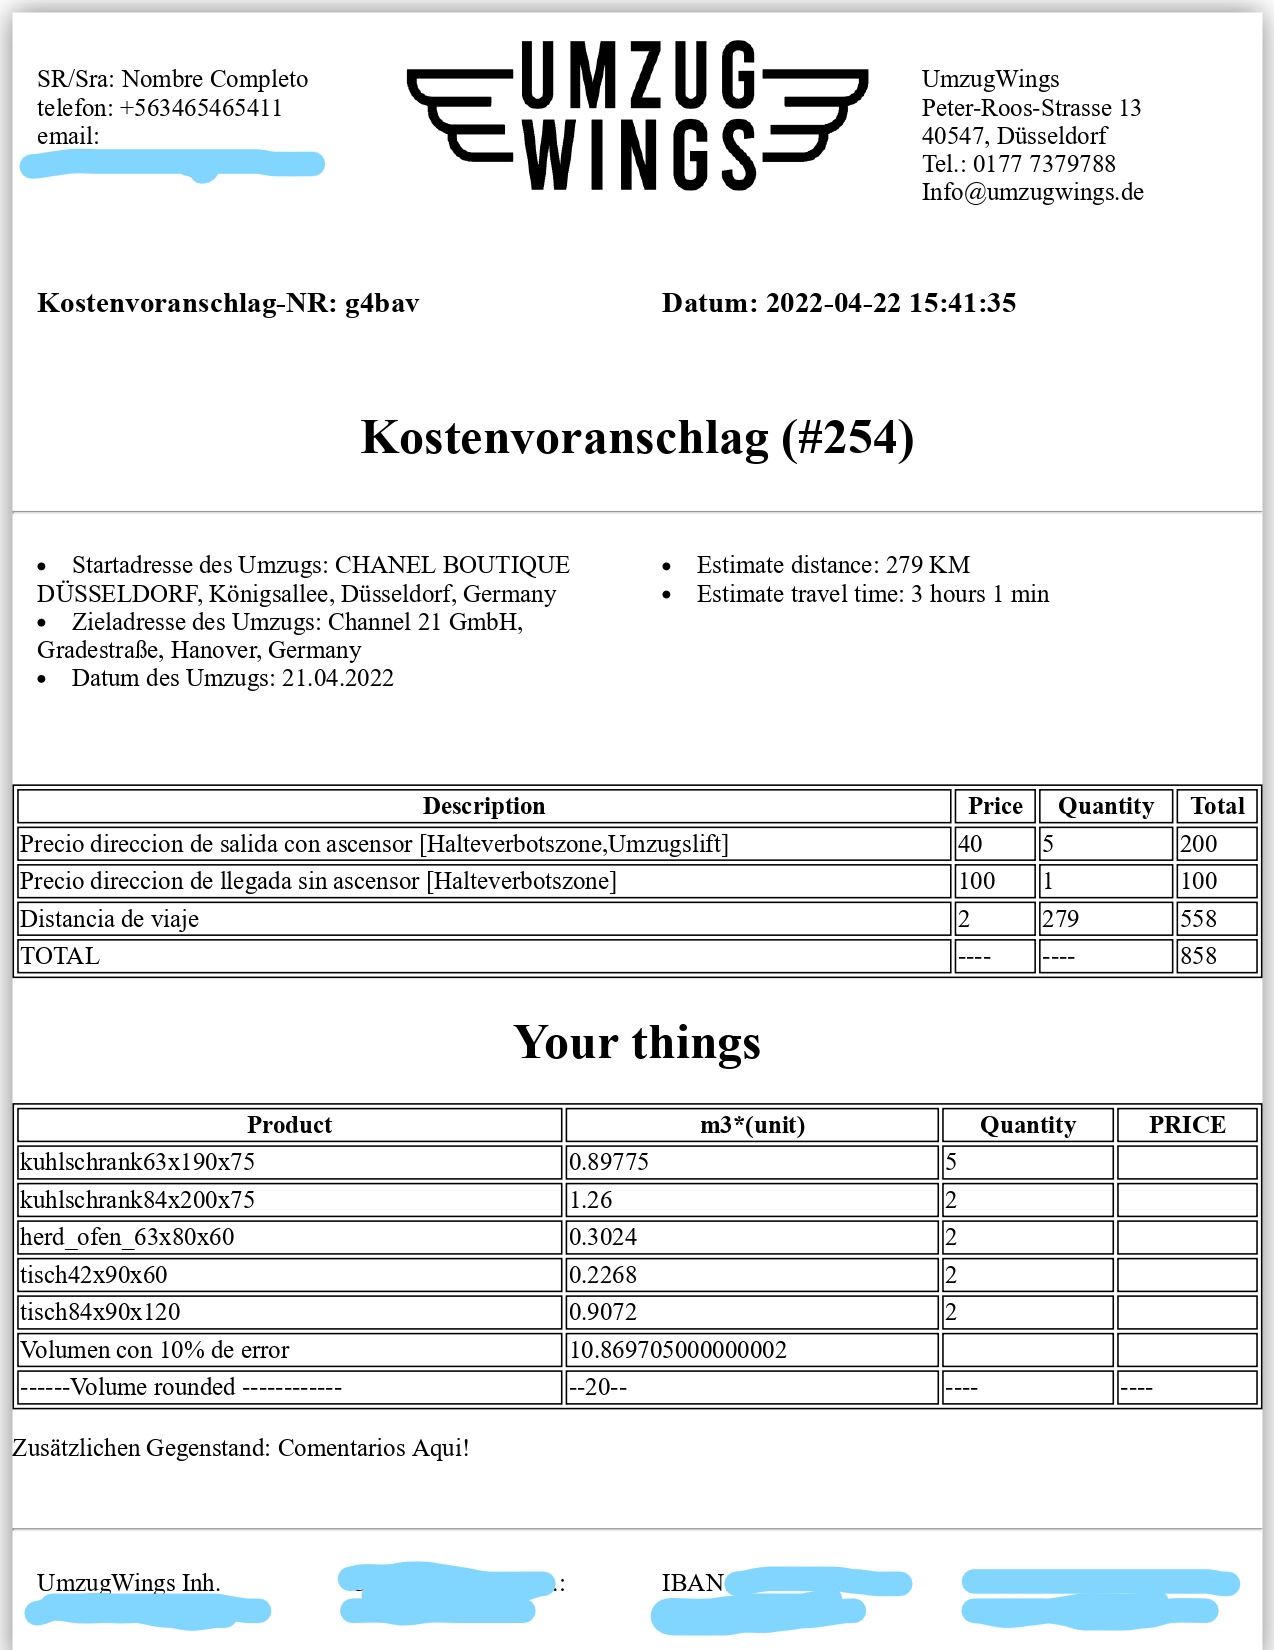 SR/Sra: Nombre Completo
telefon: +563465465411
email:
UMZUG
WINGS
UmzugWings
Peter-Roos-Strasse 13
40547, Düsseldorf
Tel.: 0177 7379788
Info@umzugwings.de
Kostenvoranschlag-NR: g4bav
Datum: 2022-04-22 15:41:35
Kostenvoranschlag (#254)
Startadresse des Umzugs: CHANEL BOUTIQUE
DÜSSELDORF, Königsallee, Düsseldorf, Germany
Zieladresse des Umzugs: Channel 21 GmbH,
Gradestraße, Hanover, Germany
Datum des Umzugs: 21.04.2022
Estimate distance: 279 KM
Estimate travel time: 3 hours 1 min
Description Price Quantity Total
Precio direccion de salida con ascensor [Halteverbotszone,Umzugslift] 40 5 200
Precio direccion de llegada sin ascensor [Halteverbotszone] 100 1 100
Distancia de viaje 2 279 558
TOTAL ---- ---- 858
Your things
Product m3*(unit) Quantity PRICE
kuhlschrank63x190x75 0.89775 5
kuhlschrank84x200x75 1.26 2
herd_ofen_63x80x60 0.3024 2
tisch42x90x60 0.2268 2
tisch84x90x120 0.9072 2
Volumen con 10% de error 10.869705000000002
------Volume rounded ------------ --20-- ---- ----
Zusätzlichen Gegenstand: Comentarios Aqui!
UmzugWings Inh.
IBAN